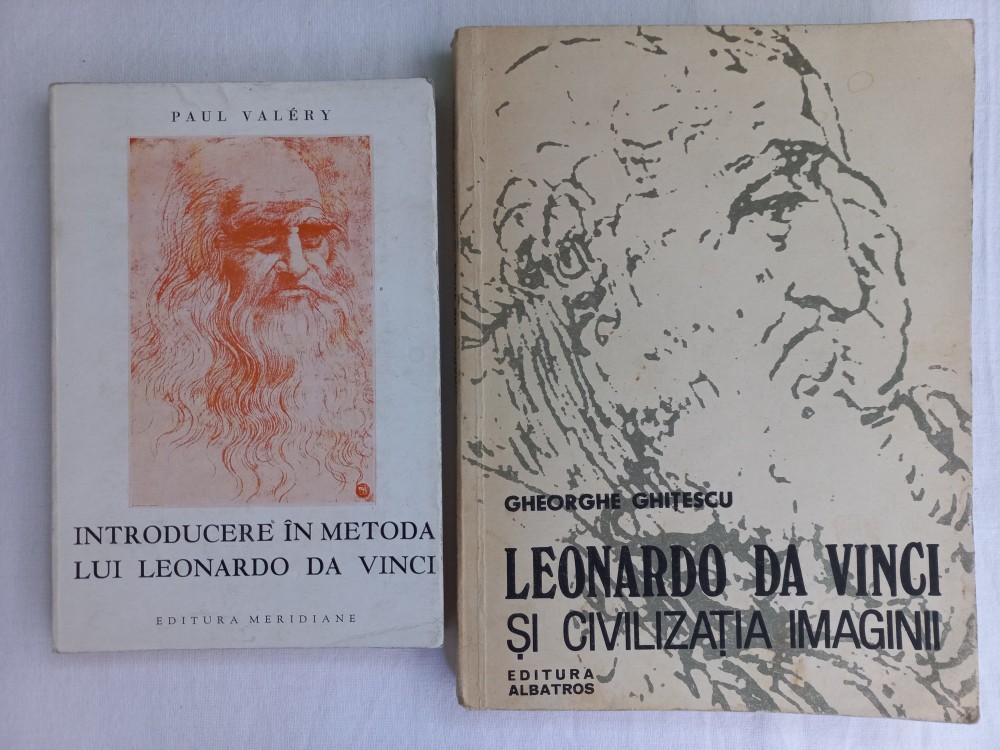 PAUL VALÉRY
INTRODUCERE ÎN METODA
LUI LEONARDO DA VINCI
EDITURA MERIDIANE
GHEORGHE GHIȚESCU
LEONARDO DA VINCI
ȘI CIVILIZAȚIA IMAGINII
EDITURA
ALBATROS